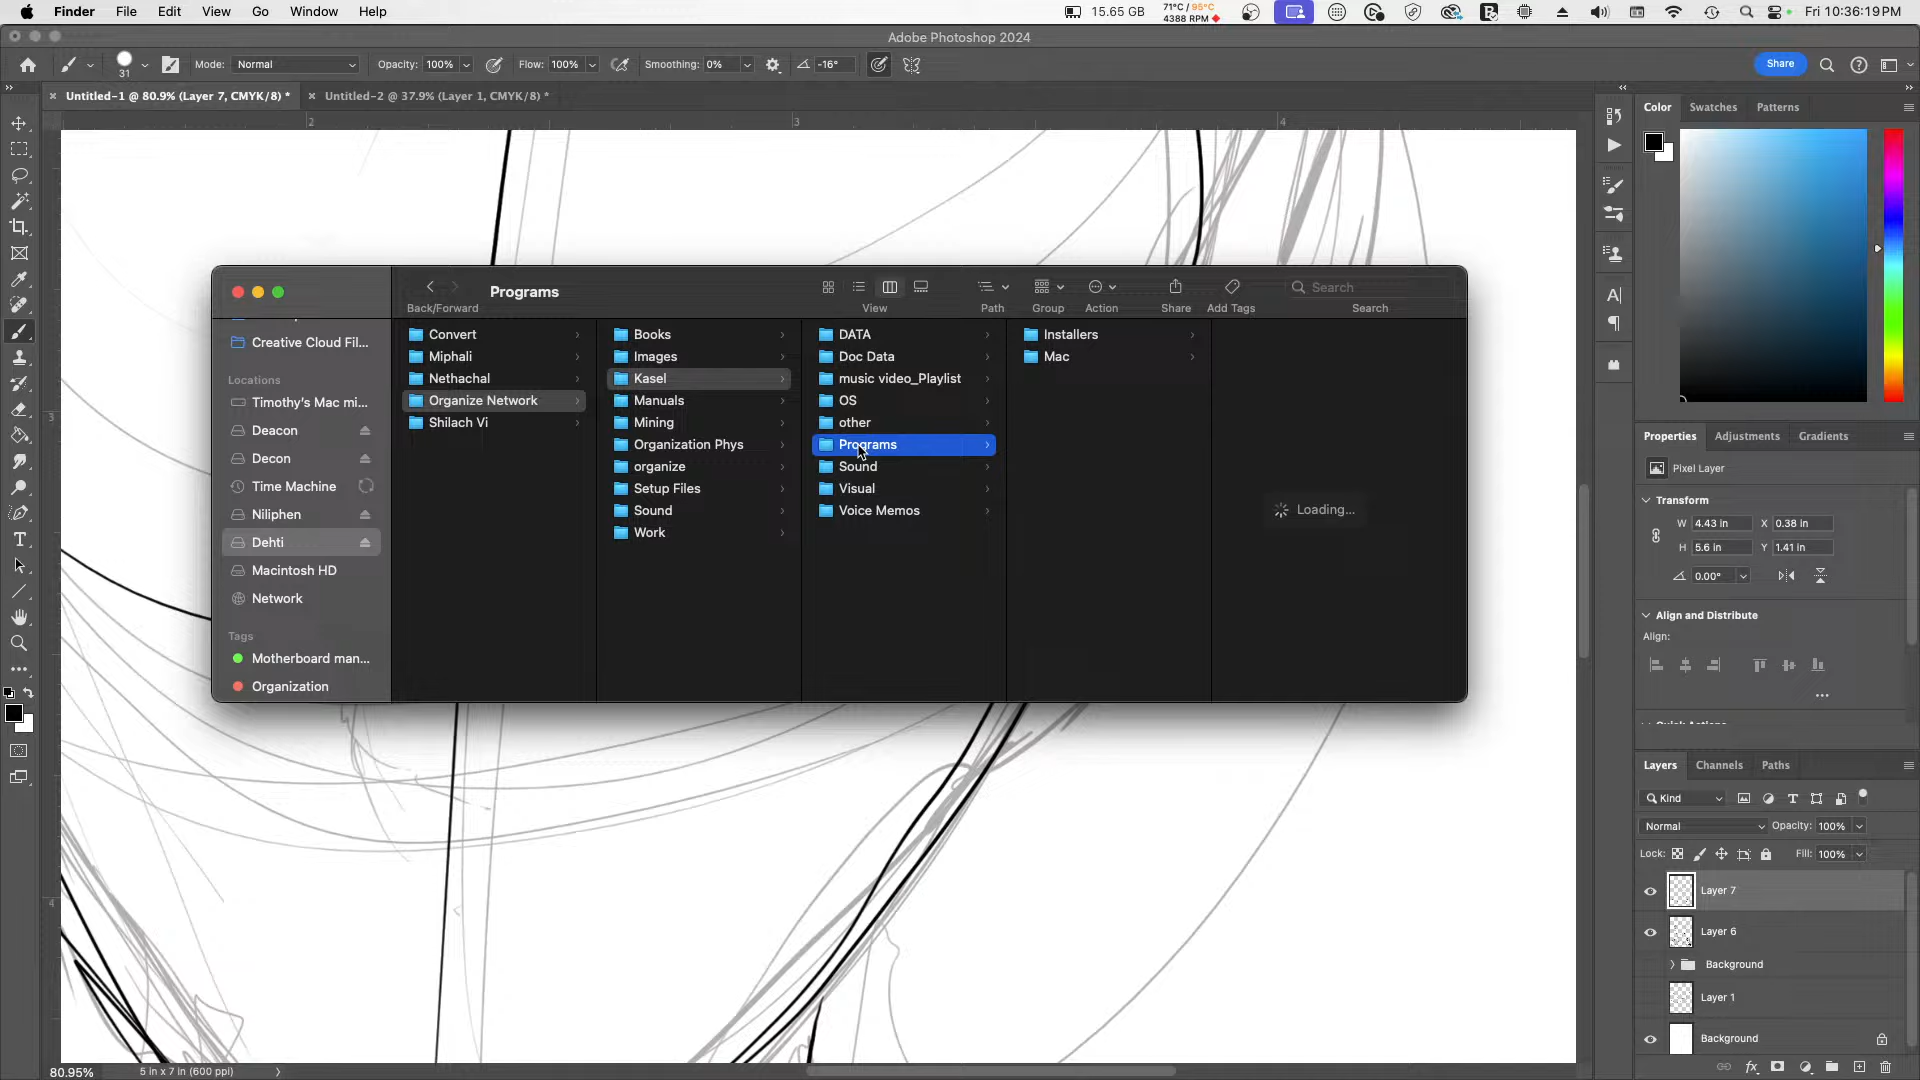 Finder File Edit View Go Window Help 15.65 GB 71°C / 95°C 4388 RPM Fri 10:36:19 PM
Adobe Photoshop 2024
31 Mode: Normal Opacity: 100% Flow: 100% Smoothing: 0% -16° Share
Untitled-1 @ 80.9% (Layer 7, CMYK/8) * Untitled-2 @ 37.9% (Layer 1, CMYK/8) *
2 3 4
3
4
Programs
Back/Forward View Path Group Action Share Add Tags Search
Search
Creative Cloud Fil...
Locations
Timothy's Mac mi...
Deacon
Decon
Time Machine
Niliphen
Dehti
Macintosh HD
Network
Tags
Motherboard man...
Organization
Convert
Miphali
Nethachal
Organize Network
Shilach Vi
Books
Images
Kasel
Manuals
Mining
Organization Phys
organize
Setup Files
Sound
Work
DATA
Doc Data
music video_Playlist
OS
other
Programs
Sound
Visual
Voice Memos
Installers
Mac
Loading...
Color Swatches Patterns
Properties Adjustments Gradients
Pixel Layer
Transform
W 4.43 in X 0.38 in
H 5.6 in Y 1.41 in
0.00°
Align and Distribute
Align:
Layers Channels Paths
Kind
Normal Opacity: 100%
Lock: Fill: 100%
Layer 7
Layer 6
Background
Layer 1
Background
80.95% 5 in x 7 in (600 ppi)